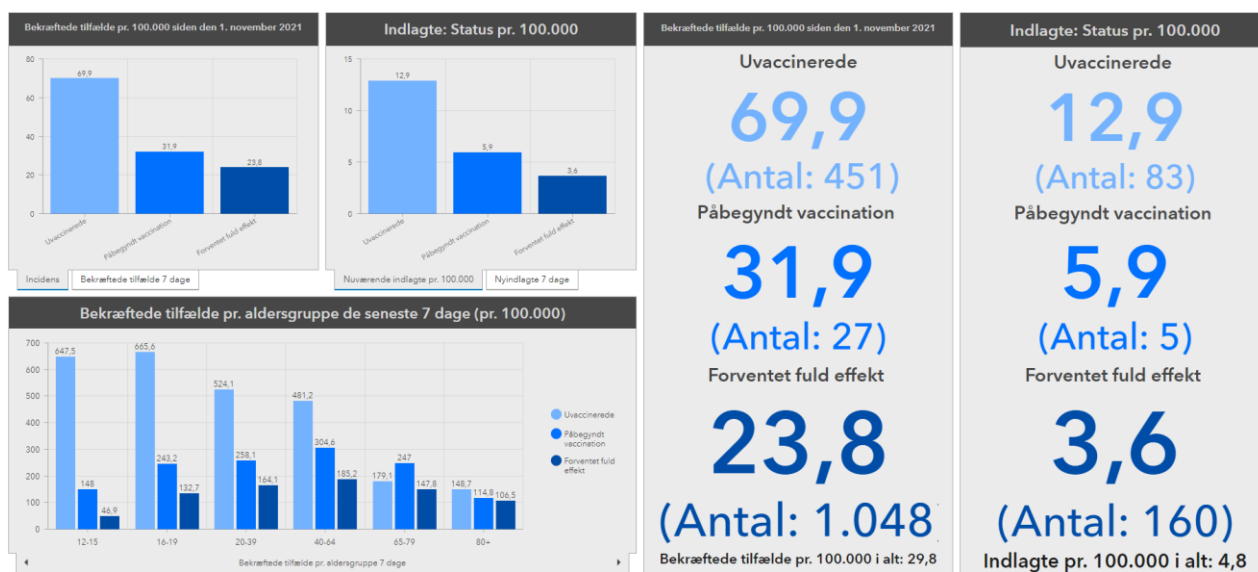 Bekræftede tilfælde pr. 100.000 siden den 1. november 2021
80
60
40
20
0
69,9
31,9
23,8
Uvaccinerede
Påbegyndt vaccination
Forventet fuld effekt
Incidens
Bekræftede tilfælde 7 dage
Indlagte: Status pr. 100.000
15
10
5
0
12,9
5,9
3,6
Uvaccinerede
Påbegyndt vaccination
Forventet fuld effekt
Nuværende indlagte pr. 100.000
Nyindlagte 7 dage
Bekræftede tilfælde pr. aldersgruppe de seneste 7 dage (pr. 100.000)
700
600
500
400
300
200
100
0
647,5
148
46,9
665,6
243,2
132,7
524,1
258,1
164,1
481,2
304,6
185,2
179,1
247
147,8
148,7
114,8
106,5
12-15
16-19
20-39
40-64
65-79
80+
Uvaccinerede
Påbegyndt
vaccination
Forventet fuld
effekt
Bekræftede tilfælde pr. aldersgruppe 7 dage
Bekræftede tilfælde pr. 100.000 siden den 1. november 2021
Uvaccinerede
69,9
(Antal: 451)
Påbegyndt vaccination
31,9
(Antal: 27)
Forventet fuld effekt
23,8
(Antal: 1.048)
Bekræftede tilfælde pr. 100.000 i alt: 29,8
Indlagte: Status pr. 100.000
Uvaccinerede
12,9
(Antal: 83)
Påbegyndt vaccination
5,9
(Antal: 5)
Forventet fuld effekt
3,6
(Antal: 160)
Indlagte pr. 100.000 i alt: 4,8